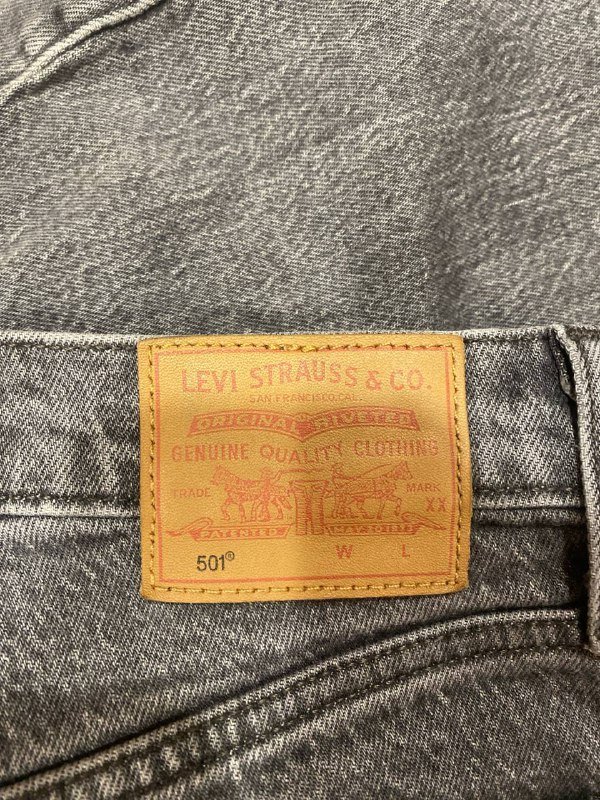 LEVI STRAUSS & CO.
SAN FRANCISCO, CAL.
ORIGINAL RIVETED
GENUINE QUALITY CLOTHING
TRADE MARK
XX
PATENTED MAY 20 1873
501® W L